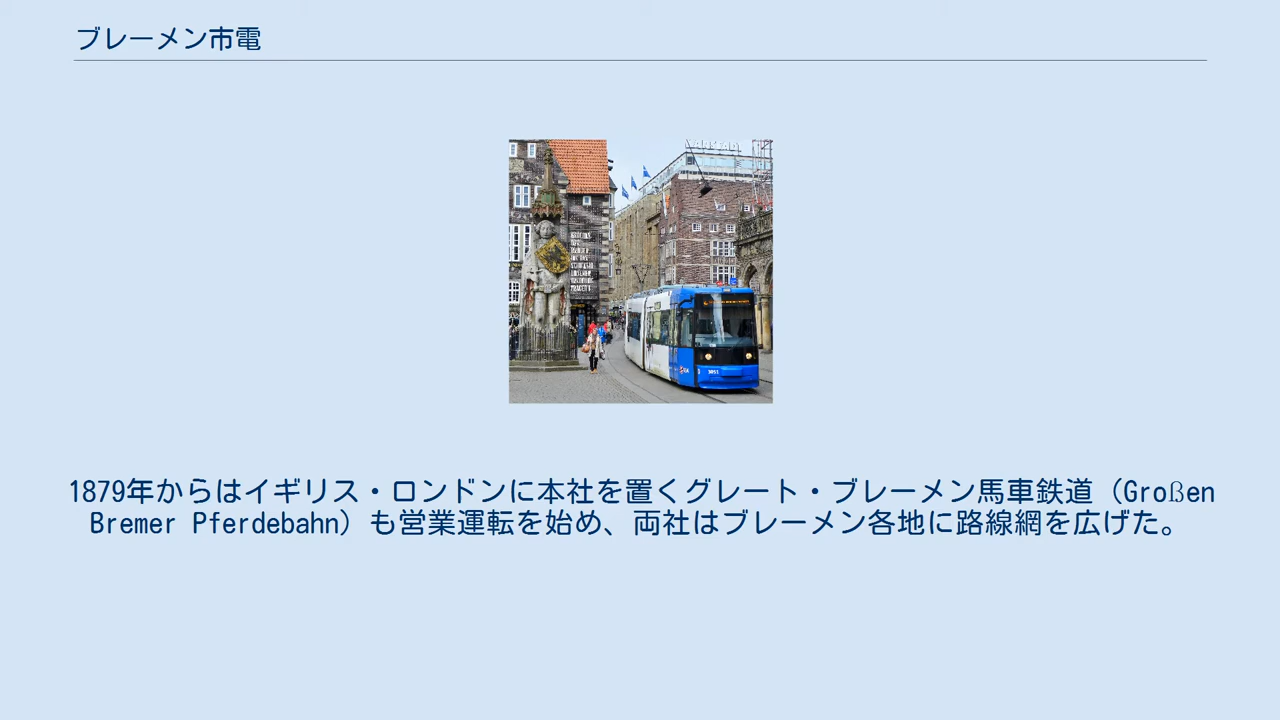 ブレーメン市電
KARSTADT
3053
1879年からはイギリス・ロンドンに本社を置くグレート・ブレーメン馬車鉄道（Großen
Bremer Pferdebahn）も営業運転を始め、両社はブレーメン各地に路線網を広げた。